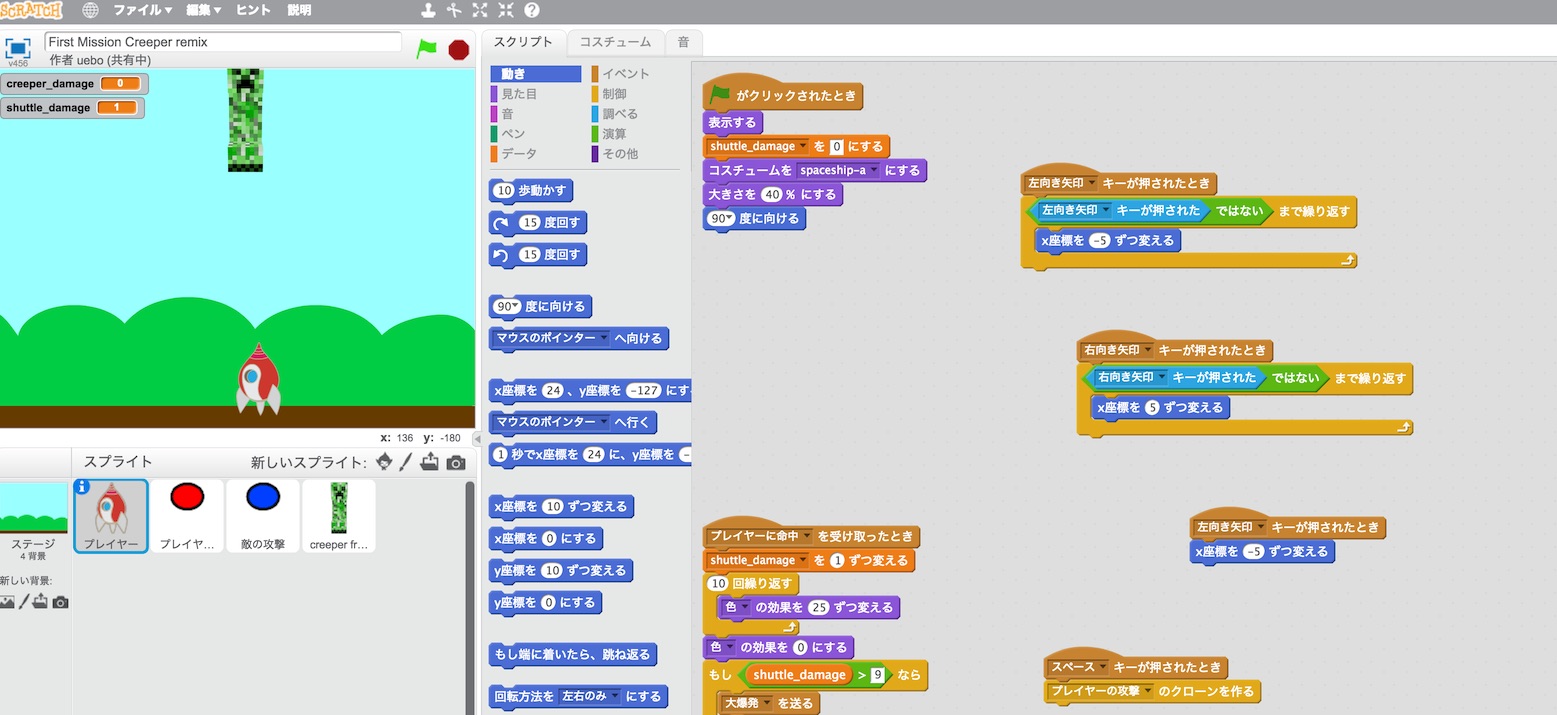 SCRATCH
ファイル▼ 編集▼ ヒント 説明
v456
First Mission Creeper remix
作者 uebo (共有中)
creeper_damage 0
shuttle_damage 1
x: 136 y: -180
スプライト 新しいスプライト:
プレイヤー
プレイヤ...
敵の攻撃
creeper fr...
ステージ
4 背景
新しい背景:
スクリプト コスチューム 音
動き イベント
見た目 制御
音 調べる
ペン 演算
データ その他
10 歩動かす
15 度回す
15 度回す
90▼ 度に向ける
マウスのポインター へ向ける
x座標を 24 、y座標を -127 にす
マウスのポインター へ行く
1 秒でx座標を 24 に、y座標を
x座標を 10 ずつ変える
x座標を 0 にする
y座標を 10 ずつ変える
y座標を 0 にする
もし端に着いたら、跳ね返る
回転方法を 左右のみ にする
がクリックされたとき
表示する
shuttle_damage を 0 にする
コスチュームを spaceship-a にする
大きさを 40 % にする
90▼ 度に向ける
左向き矢印 キーが押されたとき
左向き矢印 キーが押された ではない まで繰り返す
x座標を -5 ずつ変える
右向き矢印 キーが押されたとき
右向き矢印 キーが押された ではない まで繰り返す
x座標を 5 ずつ変える
プレイヤーに命中 を受け取ったとき
shuttle_damage を 1 ずつ変える
10 回繰り返す
色 の効果を 25 ずつ変える
色 の効果を 0 にする
もし shuttle_damage > 9 なら
大爆発 を送る
左向き矢印 キーが押されたとき
x座標を -5 ずつ変える
スペース キーが押されたとき
プレイヤーの攻撃 のクローンを作る